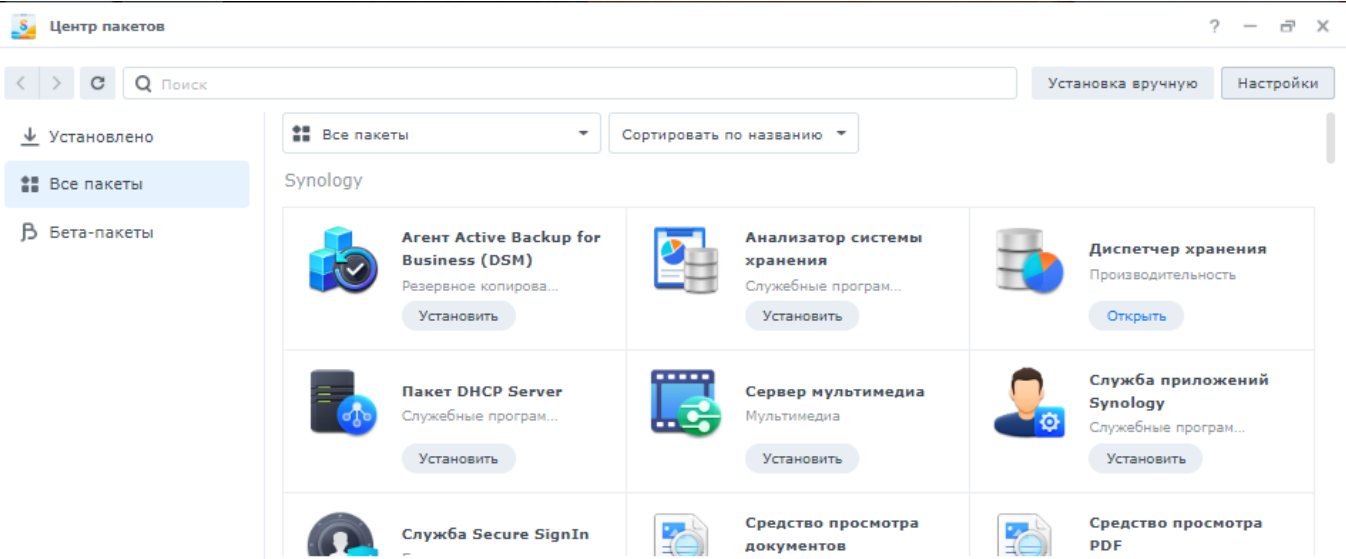 Центр пакетов
Поиск
Установка вручную
Настройки
Установлено
Все пакеты
Бета-пакеты
Все пакеты
Сортировать по названию
Synology
Агент Active Backup for
Business (DSM)
Резервное копирова...
Установить
Анализатор системы
хранения
Служебные програм...
Установить
Диспетчер хранения
Производительность
Открыть
Пакет DHCP Server
Служебные програм...
Установить
Сервер мультимедиа
Мультимедиа
Установить
Служба приложений
Synology
Служебные програм...
Установить
Служба Secure SignIn
Средство просмотра
документов
Средство просмотра
PDF